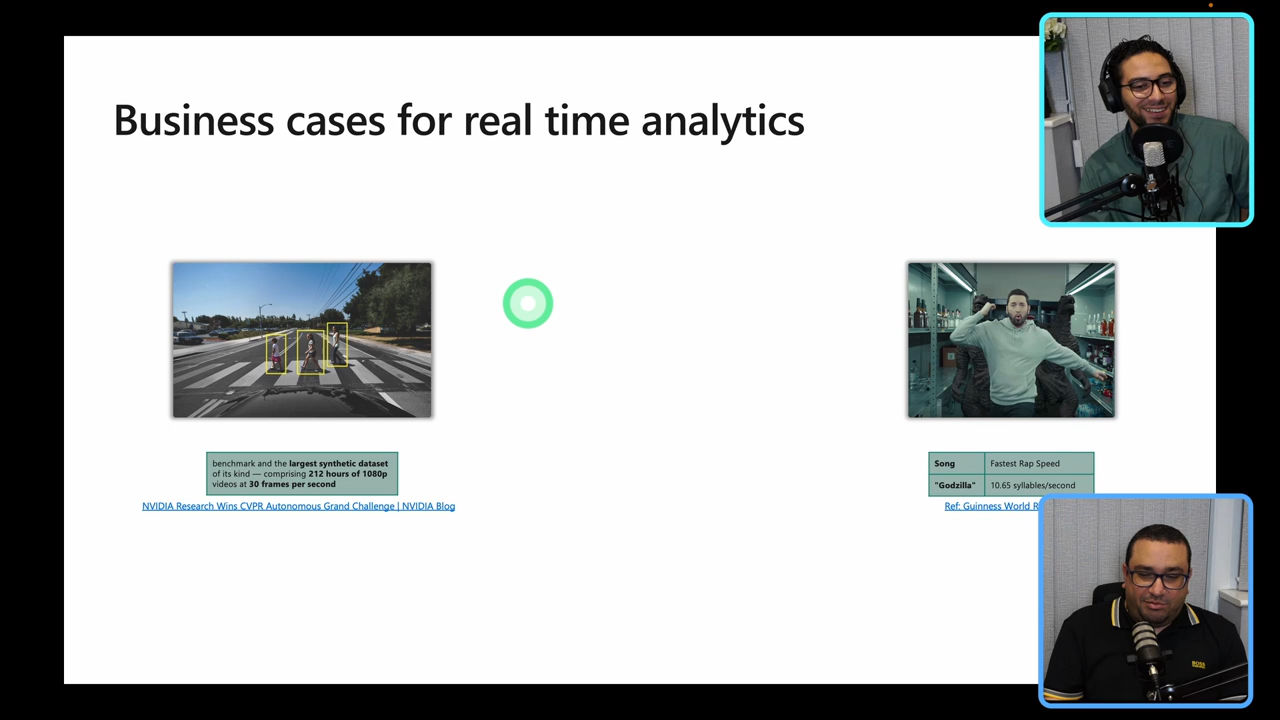 Business cases for real time analytics
benchmark and the largest synthetic dataset
of its kind — comprising 212 hours of 1080p
videos at 30 frames per second
NVIDIA Research Wins CVPR Autonomous Grand Challenge | NVIDIA Blog
Song Fastest Rap Speed
"Godzilla" 10.65 syllables/second
Ref: Guinness World
BOSS